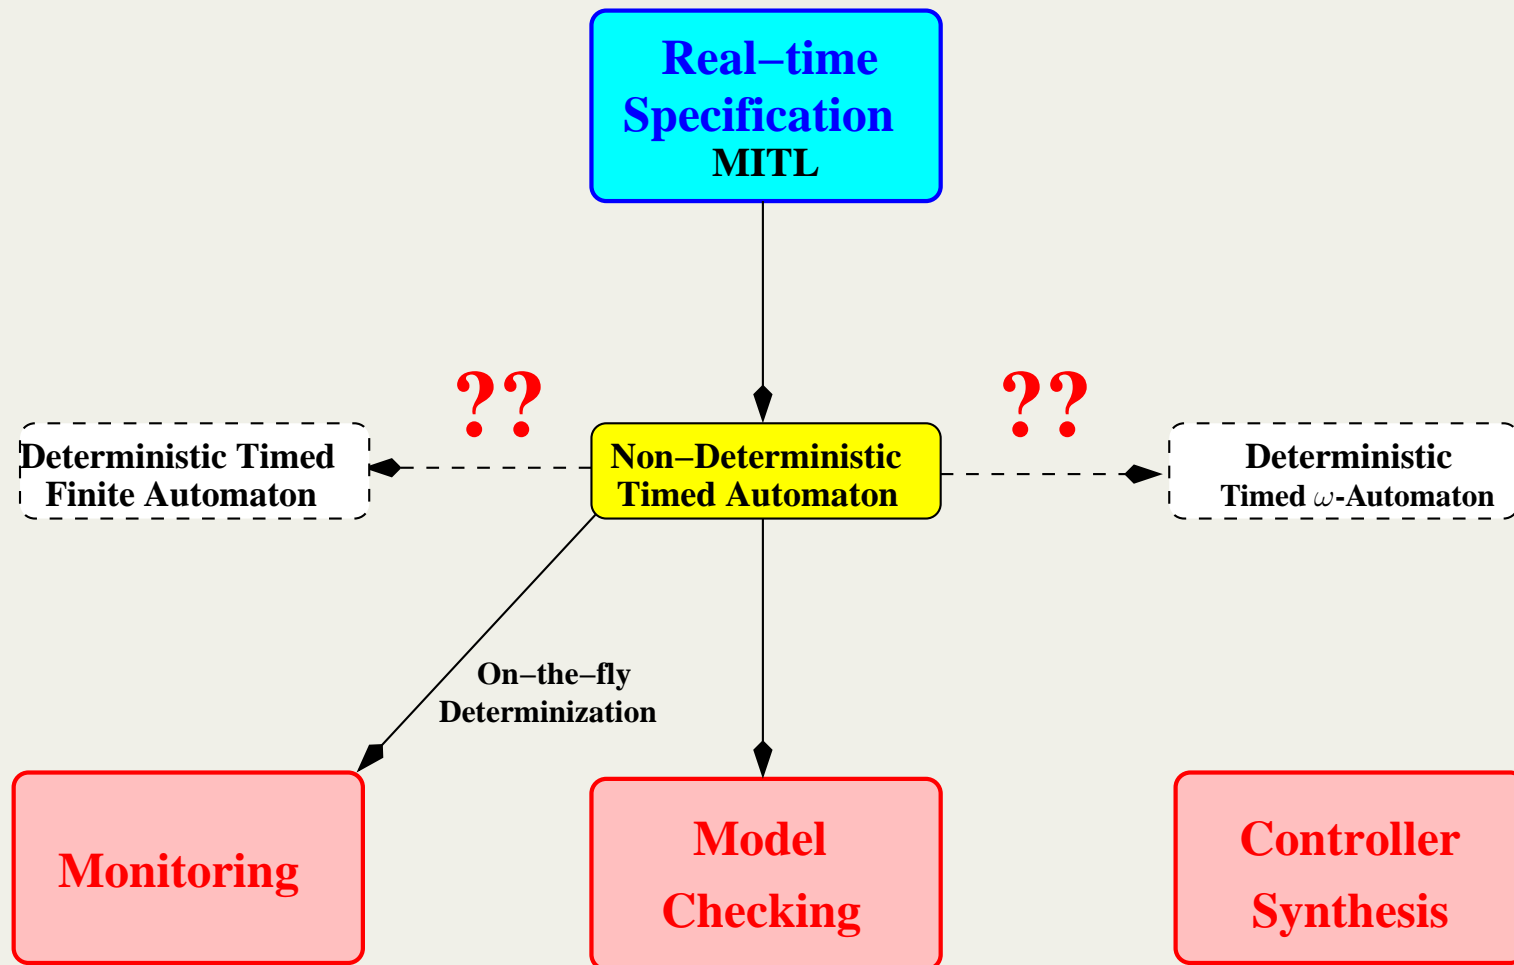 Real–time
Specification
MITL
??
??
Deterministic Timed
Finite Automaton
Non–Deterministic
Timed Automaton
Deterministic
Timed ω-Automaton
On–the–fly
Determinization
Monitoring
Model
Checking
Controller
Synthesis